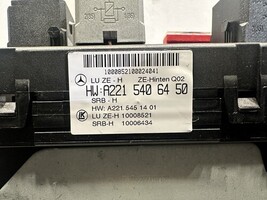 1000852100024041
LU ZE - H ZE-Hinten Q02
HW: A221 540 64 50
SRB - H
HW: A221 545 14 01
LU ZE-H 10008521
SRB-H 10006434